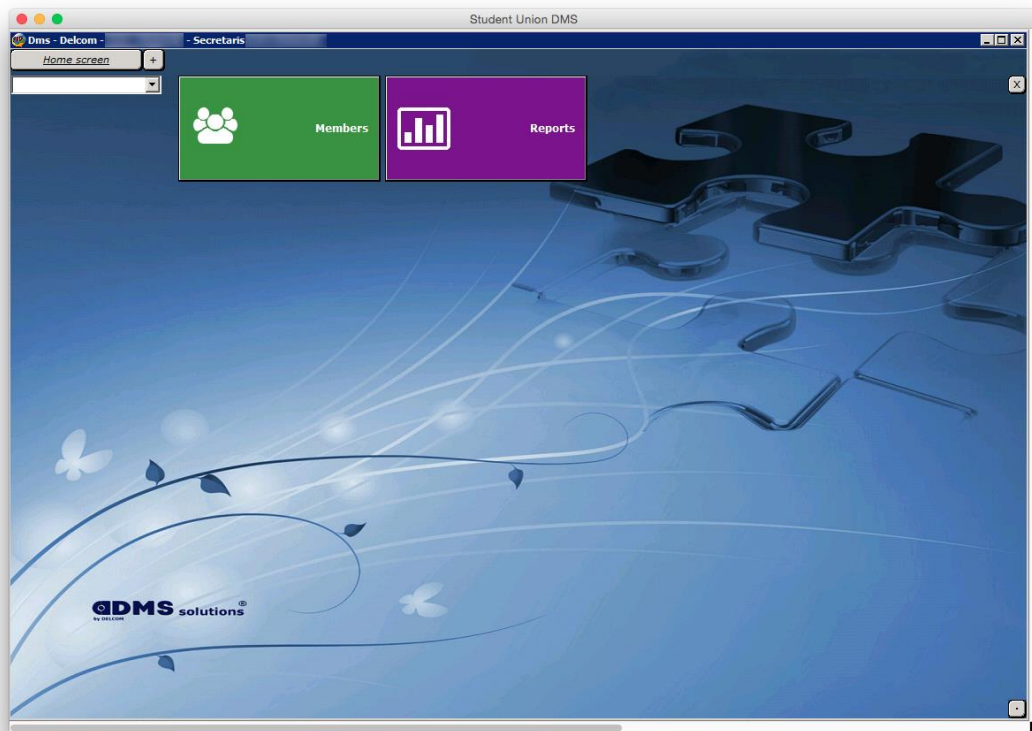 Student Union DMS
Dms - Delcom - - Secretaris
Home screen +
X
Members
Reports
DMS solutions®
by DELCOM